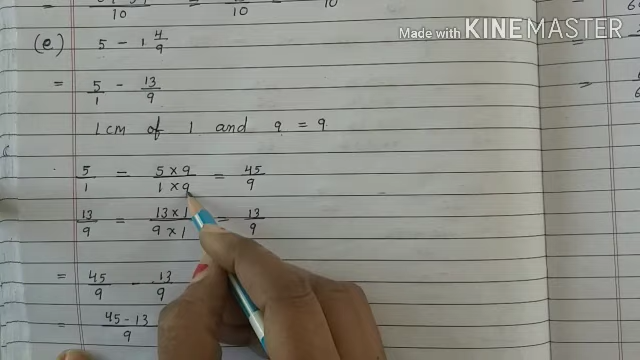 10 = 10 10
Made with KINEMASTER
(e) 5 - 1 4/9
= 5/1 - 13/9
1cm of 1 and 9 = 9
5/1 = 5 × 9 / 1 × 9 = 45/9
13/9 = 13 × 1 / 9 × 1 = 13/9
= 45/9 - 13/9
= 45 - 13 / 9